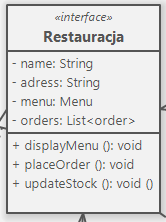 «interface»
Restauracja
- name: String
- adress: String
- menu: Menu
- orders: List<order>
+ displayMenu (): void
+ placeOrder (): void
+ updateStock (): void ()